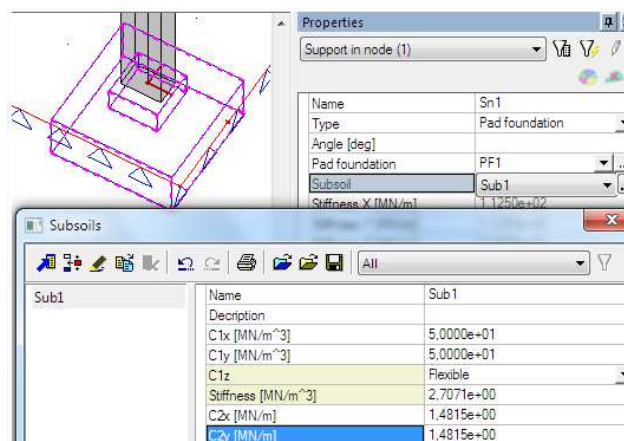 Properties
Support in node (1)
Name Sn1
Type Pad foundation
Angle [deg]
Pad foundation PF1
Subsoil Sub1
Stiffness X [MN/m] 1,1250e+02
Subsoils
All
Sub1
Name Sub1
Decription
C1x [MN/m^3] 5,0000e+01
C1y [MN/m^3] 5,0000e+01
C1z Flexible
Stiffness [MN/m^3] 2,7071e+00
C2x [MN/m] 1,4815e+00
C2y [MN/m] 1,4815e+00